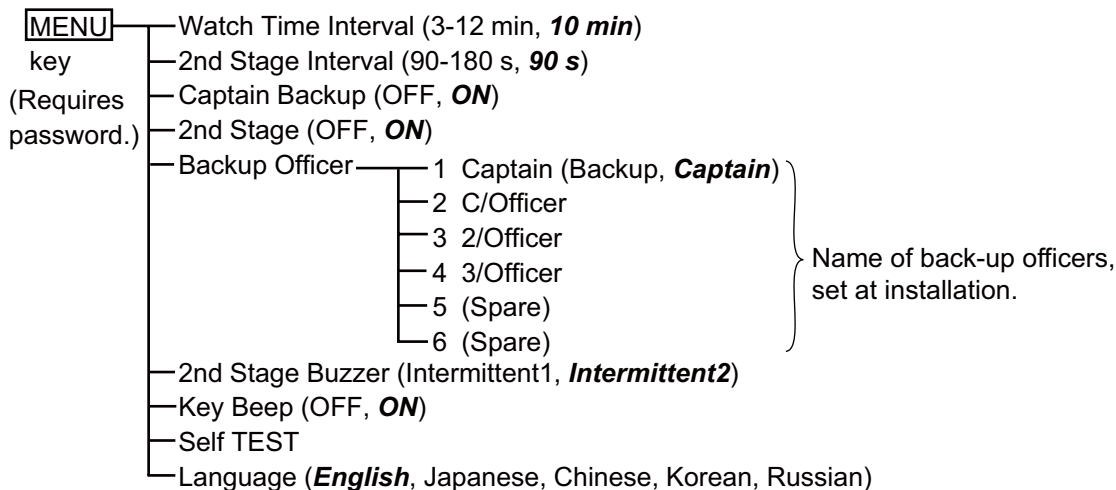 MENU
key
(Requires
password.)
Watch Time Interval (3-12 min, 10 min)
2nd Stage Interval (90-180 s, 90 s)
Captain Backup (OFF, ON)
2nd Stage (OFF, ON)
Backup Officer
1 Captain (Backup, Captain)
2 C/Officer
3 2/Officer
4 3/Officer
5 (Spare)
6 (Spare)
Name of back-up officers,
set at installation.
2nd Stage Buzzer (Intermittent1, Intermittent2)
Key Beep (OFF, ON)
Self TEST
Language (English, Japanese, Chinese, Korean, Russian)